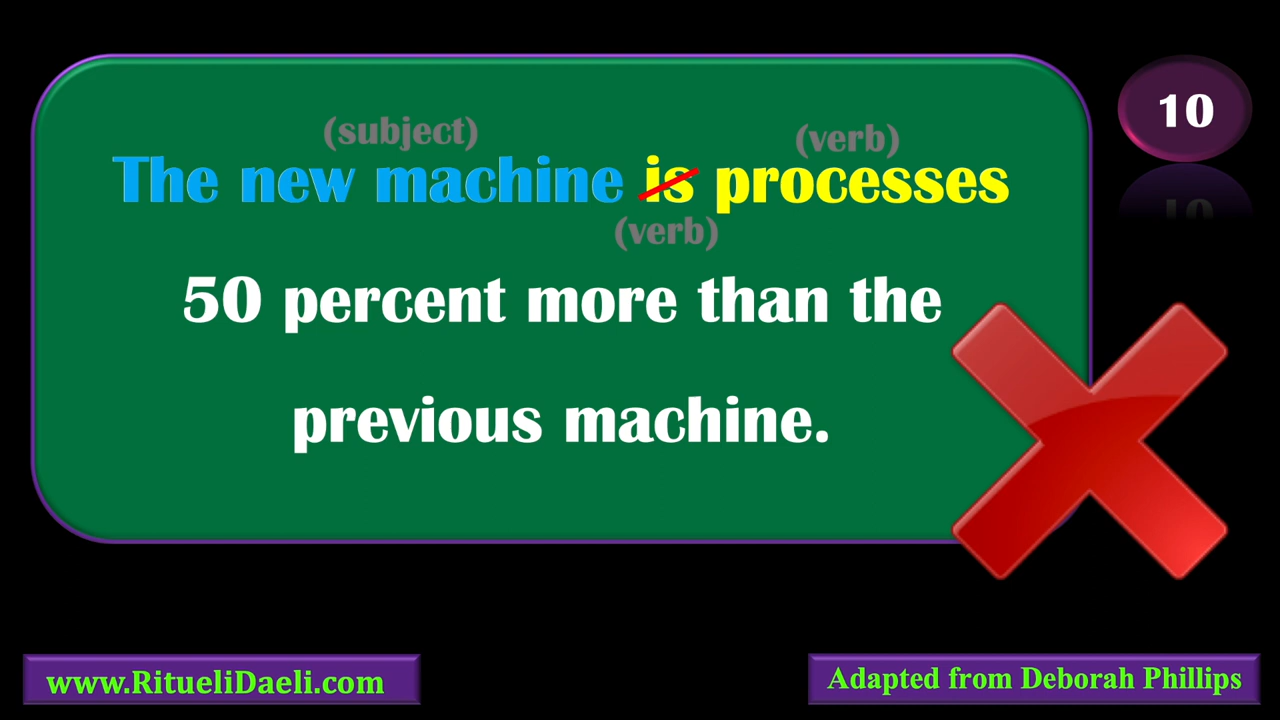 10
(subject) (verb)
The new machine is processes
(verb)
50 percent more than the
previous machine.
10
www.RitueliDaeli.com
Adapted from Deborah Phillips